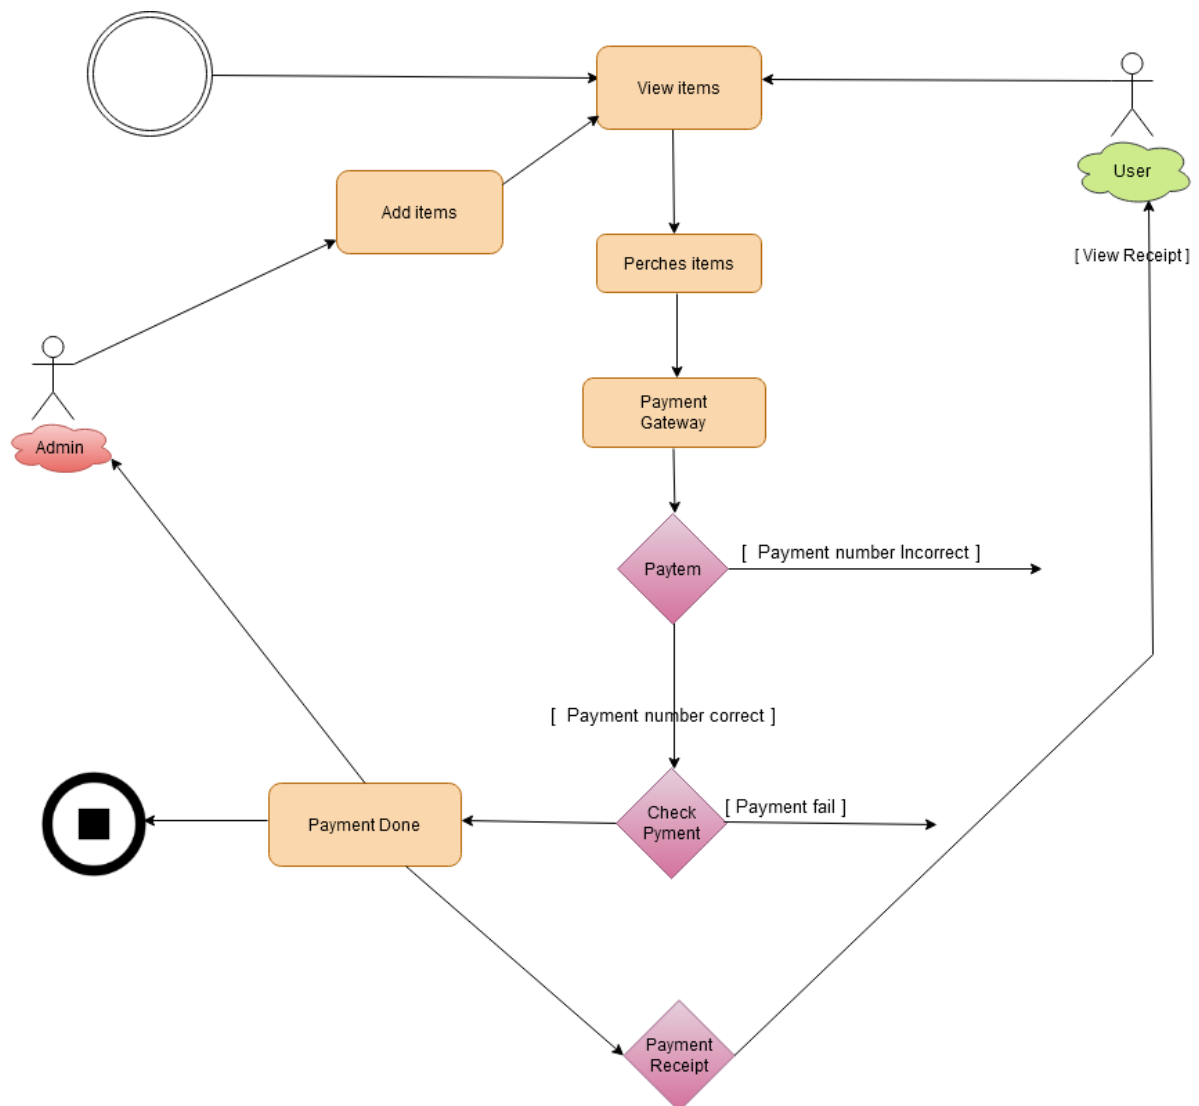 View items
User
Add items
[ View Receipt ]
Perches items
Payment
Gateway
Admin
[  Payment number Incorrect ]
Paytem
[  Payment number correct ]
Check
Pyment
[ Payment fail ]
Payment Done
Payment
Receipt